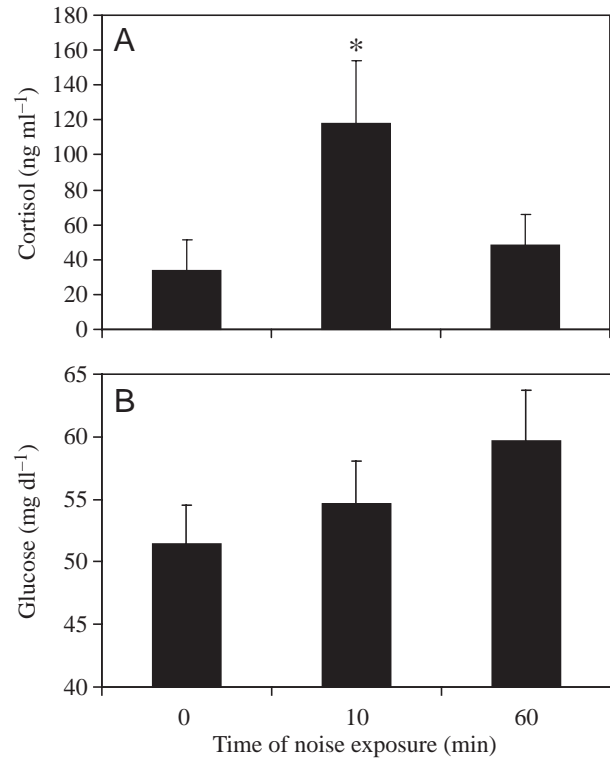 A
Cortisol (ng ml⁻¹)
180
160
140
120
100
80
60
40
20
0
*
B
Glucose (mg dl⁻¹)
65
60
55
50
45
40
0 10 60
Time of noise exposure (min)